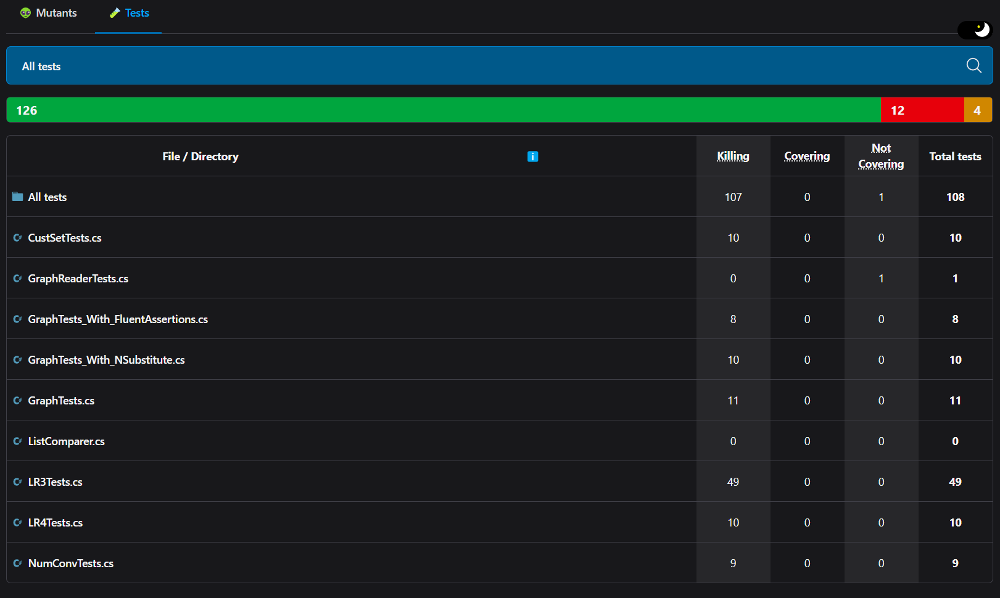 Mutants Tests
All tests
126 12 4
File / Directory Killing Covering Not Covering Total tests
All tests 107 0 1 108
CustSetTests.cs 10 0 0 10
GraphReaderTests.cs 0 0 1 1
GraphTests_With_FluentAssertions.cs 8 0 0 8
GraphTests_With_NSubstitute.cs 10 0 0 10
GraphTests.cs 11 0 0 11
ListComparer.cs 0 0 0 0
LR3Tests.cs 49 0 0 49
LR4Tests.cs 10 0 0 10
NumConvTests.cs 9 0 0 9